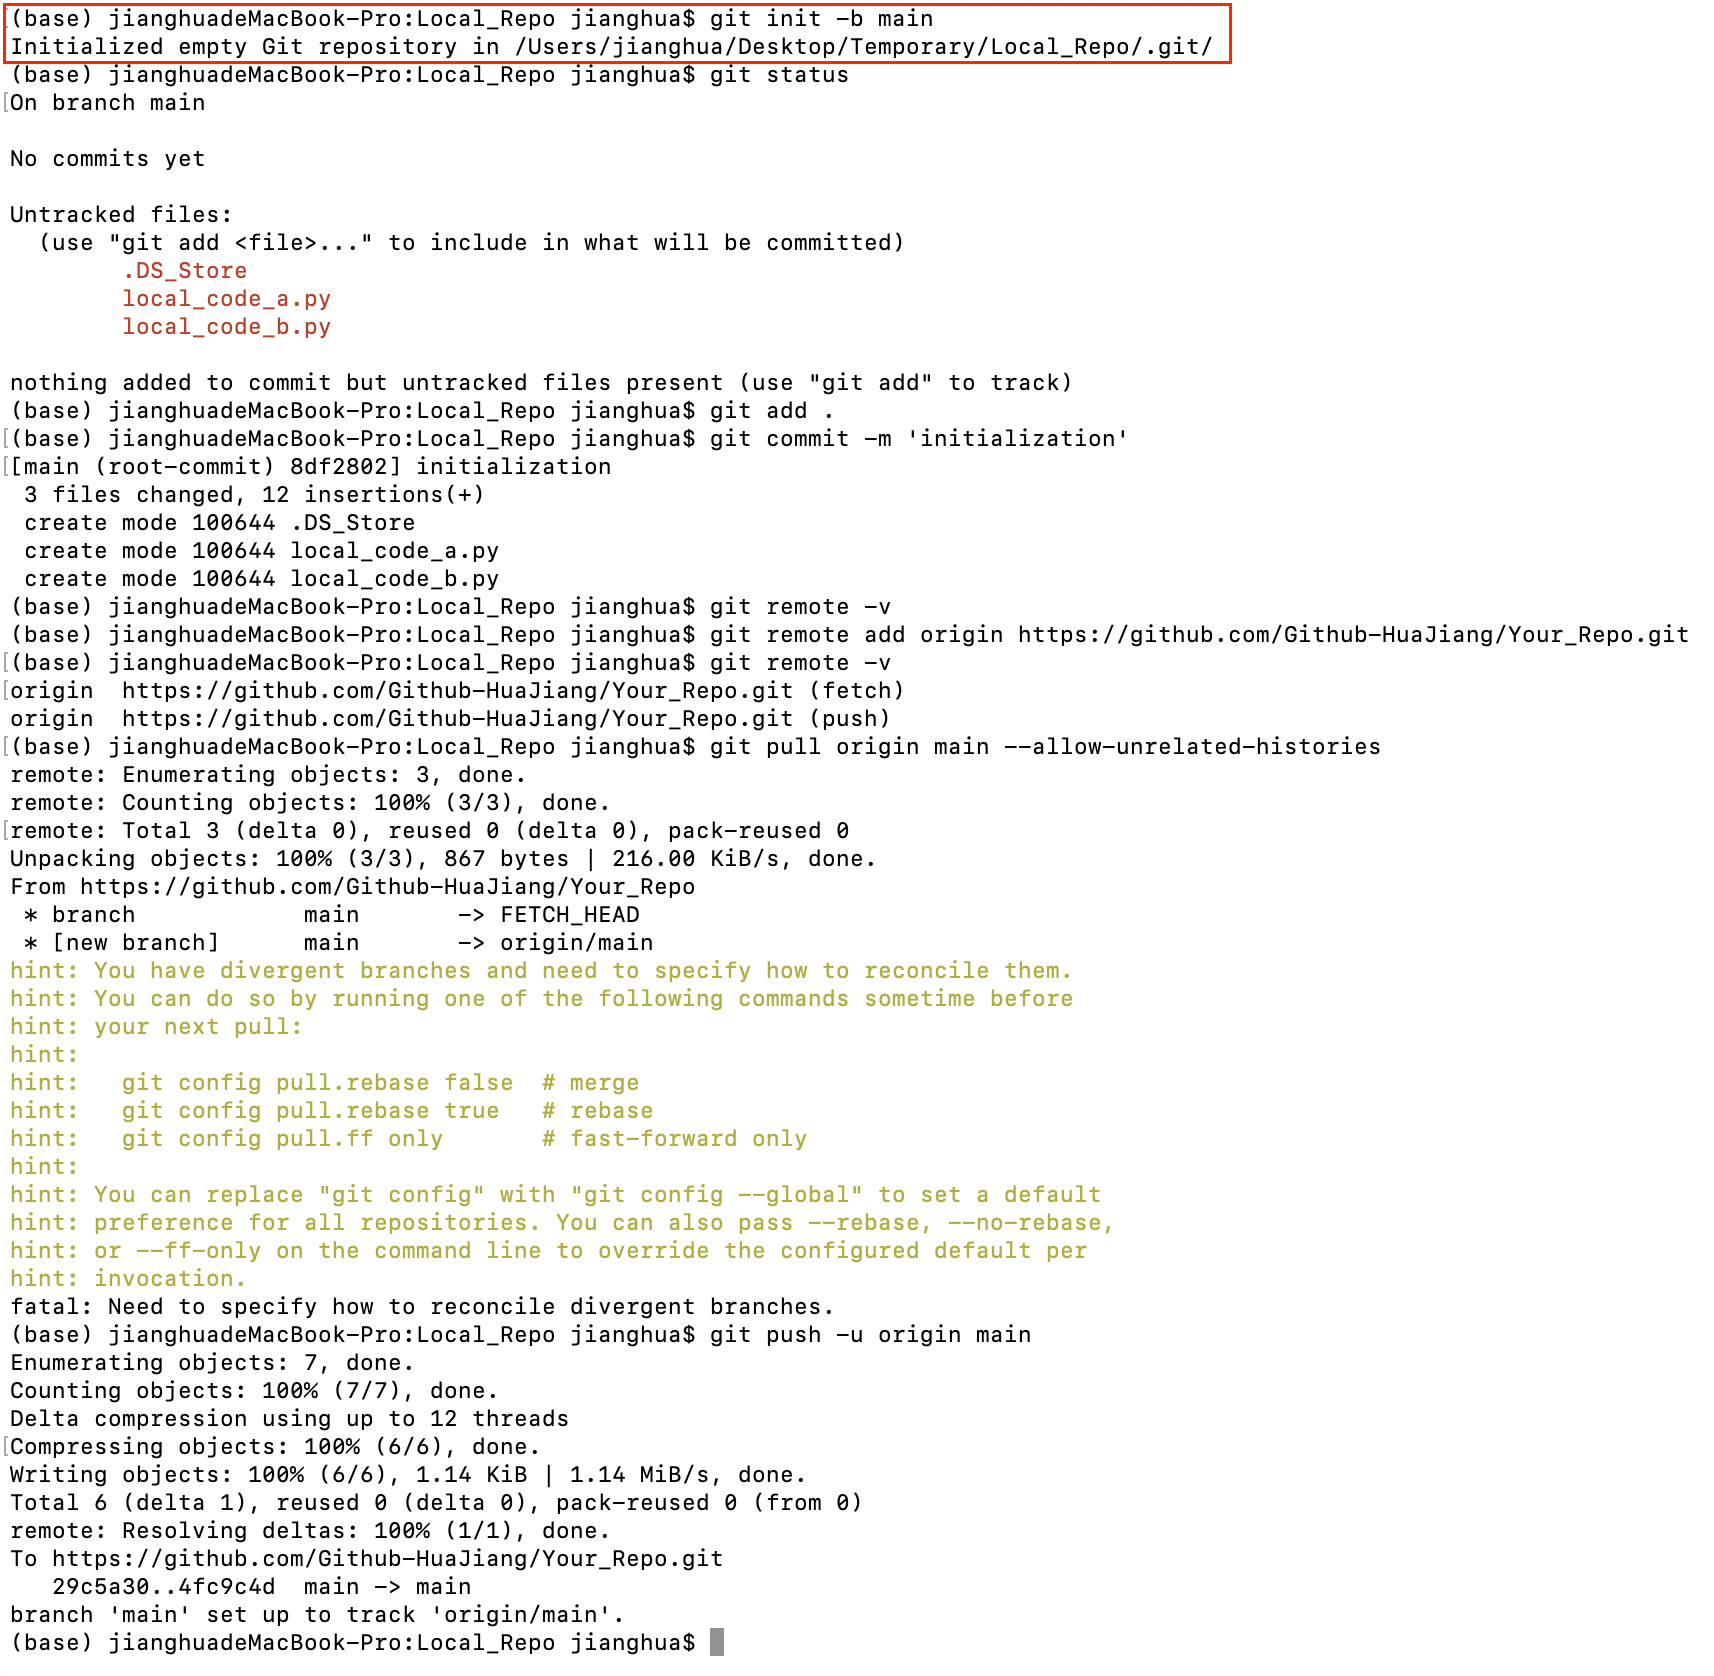 (base) jianghuadeMacBook-Pro:Local_Repo jianghua$ git init -b main
Initialized empty Git repository in /Users/jianghua/Desktop/Temporary/Local_Repo/.git/
(base) jianghuadeMacBook-Pro:Local_Repo jianghua$ git status
[On branch main
No commits yet
Untracked files:
  (use "git add <file>..." to include in what will be committed)
        .DS_Store
        local_code_a.py
        local_code_b.py
nothing added to commit but untracked files present (use "git add" to track)
(base) jianghuadeMacBook-Pro:Local_Repo jianghua$ git add .
[(base) jianghuadeMacBook-Pro:Local_Repo jianghua$ git commit -m 'initialization'
[[main (root-commit) 8df2802] initialization
 3 files changed, 12 insertions(+)
 create mode 100644 .DS_Store
 create mode 100644 local_code_a.py
 create mode 100644 local_code_b.py
(base) jianghuadeMacBook-Pro:Local_Repo jianghua$ git remote -v
(base) jianghuadeMacBook-Pro:Local_Repo jianghua$ git remote add origin https://github.com/Github-HuaJiang/Your_Repo.git
[(base) jianghuadeMacBook-Pro:Local_Repo jianghua$ git remote -v
[origin  https://github.com/Github-HuaJiang/Your_Repo.git (fetch)
origin  https://github.com/Github-HuaJiang/Your_Repo.git (push)
[(base) jianghuadeMacBook-Pro:Local_Repo jianghua$ git pull origin main --allow-unrelated-histories
remote: Enumerating objects: 3, done.
remote: Counting objects: 100% (3/3), done.
[remote: Total 3 (delta 0), reused 0 (delta 0), pack-reused 0
Unpacking objects: 100% (3/3), 867 bytes | 216.00 KiB/s, done.
From https://github.com/Github-HuaJiang/Your_Repo
 * branch            main       -> FETCH_HEAD
 * [new branch]      main       -> origin/main
hint: You have divergent branches and need to specify how to reconcile them.
hint: You can do so by running one of the following commands sometime before
hint: your next pull:
hint:
hint:   git config pull.rebase false  # merge
hint:   git config pull.rebase true   # rebase
hint:   git config pull.ff only       # fast-forward only
hint:
hint: You can replace "git config" with "git config --global" to set a default
hint: preference for all repositories. You can also pass --rebase, --no-rebase,
hint: or --ff-only on the command line to override the configured default per
hint: invocation.
fatal: Need to specify how to reconcile divergent branches.
(base) jianghuadeMacBook-Pro:Local_Repo jianghua$ git push -u origin main
Enumerating objects: 7, done.
Counting objects: 100% (7/7), done.
Delta compression using up to 12 threads
[Compressing objects: 100% (6/6), done.
Writing objects: 100% (6/6), 1.14 KiB | 1.14 MiB/s, done.
Total 6 (delta 1), reused 0 (delta 0), pack-reused 0 (from 0)
remote: Resolving deltas: 100% (1/1), done.
To https://github.com/Github-HuaJiang/Your_Repo.git
   29c5a30..4fc9c4d  main -> main
branch 'main' set up to track 'origin/main'.
(base) jianghuadeMacBook-Pro:Local_Repo jianghua$